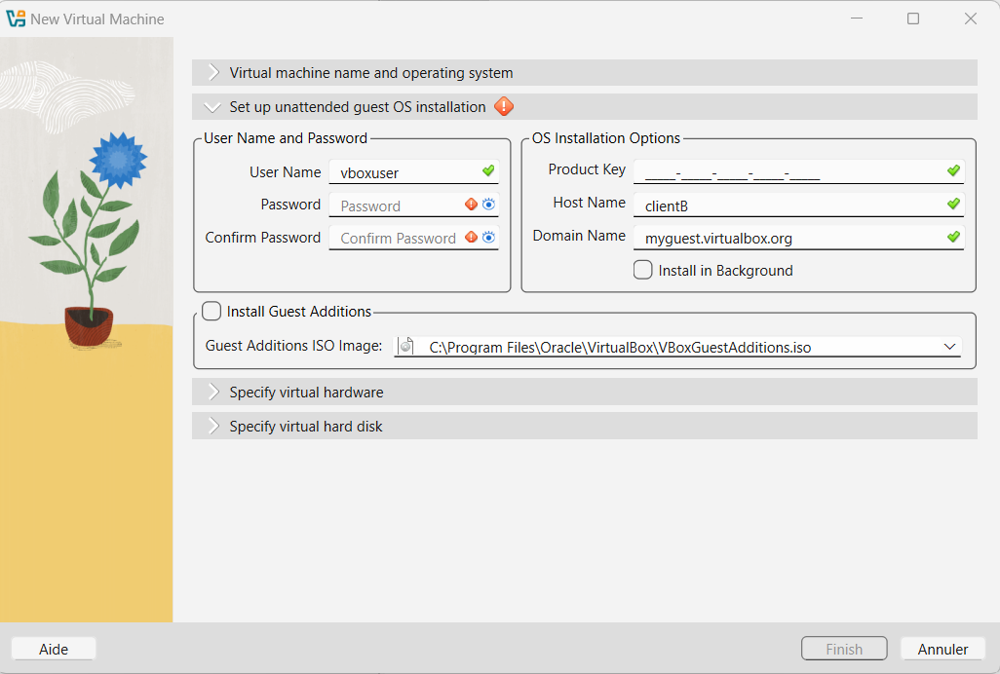 New Virtual Machine
Virtual machine name and operating system
Set up unattended guest OS installation
User Name and Password
User Name vboxuser
Password Password
Confirm Password Confirm Password
OS Installation Options
Product Key _____-_____-_____-_____-_____
Host Name clientB
Domain Name myguest.virtualbox.org
Install in Background
Install Guest Additions
Guest Additions ISO Image: C:\Program Files\Oracle\VirtualBox\VBoxGuestAdditions.iso
Specify virtual hardware
Specify virtual hard disk
Aide Finish Annuler